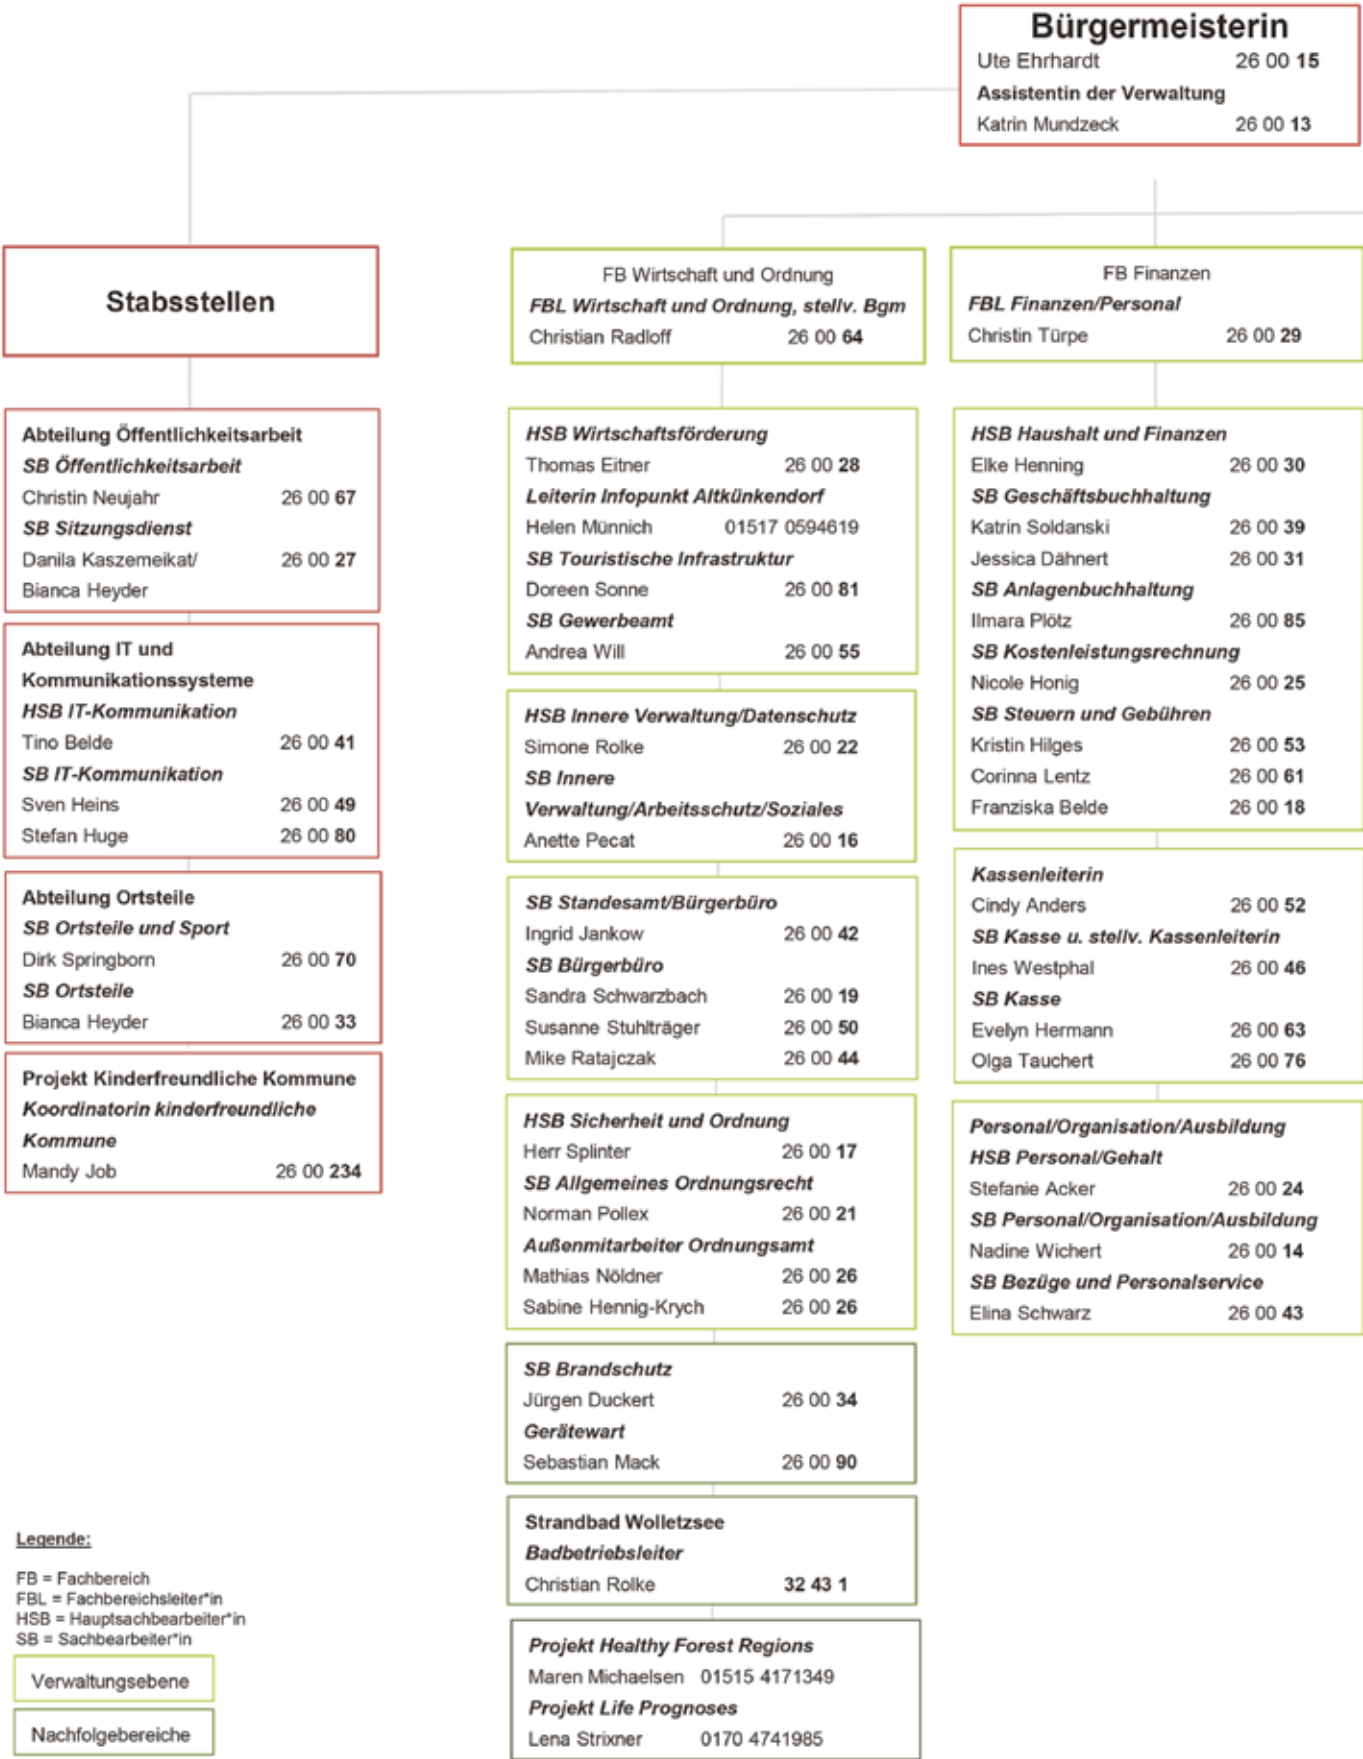 Bürgermeisterin
Ute Ehrhardt 26 00 15
Assistentin der Verwaltung
Katrin Mundzeck 26 00 13
Stabsstellen
Abteilung Öffentlichkeitsarbeit
SB Öffentlichkeitsarbeit
Christin Neujahr 26 00 67
SB Sitzungsdienst
Danila Kaszemeikat/ 26 00 27
Bianca Heyder
Abteilung IT und
Kommunikationssysteme
HSB IT-Kommunikation
Tino Belde 26 00 41
SB IT-Kommunikation
Sven Heins 26 00 49
Stefan Huge 26 00 80
Abteilung Ortsteile
SB Ortsteile und Sport
Dirk Springborn 26 00 70
SB Ortsteile
Bianca Heyder 26 00 33
Projekt Kinderfreundliche Kommune
Koordinatorin kinderfreundliche
Kommune
Mandy Job 26 00 234
FB Wirtschaft und Ordnung
FBL Wirtschaft und Ordnung, stellv. Bgm
Christian Radloff 26 00 64
HSB Wirtschaftsförderung
Thomas Eitner 26 00 28
Leiterin Infopunkt Altkünkendorf
Helen Münnich 01517 0594619
SB Touristische Infrastruktur
Doreen Sonne 26 00 81
SB Gewerbeamt
Andrea Will 26 00 55
HSB Innere Verwaltung/Datenschutz
Simone Rolke 26 00 22
SB Innere
Verwaltung/Arbeitsschutz/Soziales
Anette Pecat 26 00 16
SB Standesamt/Bürgerbüro
Ingrid Jankow 26 00 42
SB Bürgerbüro
Sandra Schwarzbach 26 00 19
Susanne Stuhlträger 26 00 50
Mike Ratajczak 26 00 44
HSB Sicherheit und Ordnung
Herr Splinter 26 00 17
SB Allgemeines Ordnungsrecht
Norman Pollex 26 00 21
Außenmitarbeiter Ordnungsamt
Mathias Nöldner 26 00 26
Sabine Hennig-Krych 26 00 26
SB Brandschutz
Jürgen Duckert 26 00 34
Gerätewart
Sebastian Mack 26 00 90
Strandbad Wolletzsee
Badbetriebsleiter
Christian Rolke 32 43 1
Projekt Healthy Forest Regions
Maren Michaelsen 01515 4171349
Projekt Life Prognoses
Lena Strixner 0170 4741985
FB Finanzen
FBL Finanzen/Personal
Christin Türpe 26 00 29
HSB Haushalt und Finanzen
Elke Henning 26 00 30
SB Geschäftsbuchhaltung
Katrin Soldanski 26 00 39
Jessica Dähnert 26 00 31
SB Anlagenbuchhaltung
Ilmara Plötz 26 00 85
SB Kostenleistungsrechnung
Nicole Honig 26 00 25
SB Steuern und Gebühren
Kristin Hilges 26 00 53
Corinna Lentz 26 00 61
Franziska Belde 26 00 18
Kassenleiterin
Cindy Anders 26 00 52
SB Kasse u. stellv. Kassenleiterin
Ines Westphal 26 00 46
SB Kasse
Evelyn Hermann 26 00 63
Olga Tauchert 26 00 76
Personal/Organisation/Ausbildung
HSB Personal/Gehalt
Stefanie Acker 26 00 24
SB Personal/Organisation/Ausbildung
Nadine Wichert 26 00 14
SB Bezüge und Personalservice
Elina Schwarz 26 00 43
Legende:
FB = Fachbereich
FBL = Fachbereichsleiter*in
HSB = Hauptsachbearbeiter*in
SB = Sachbearbeiter*in
Verwaltungsebene
Nachfolgebereiche